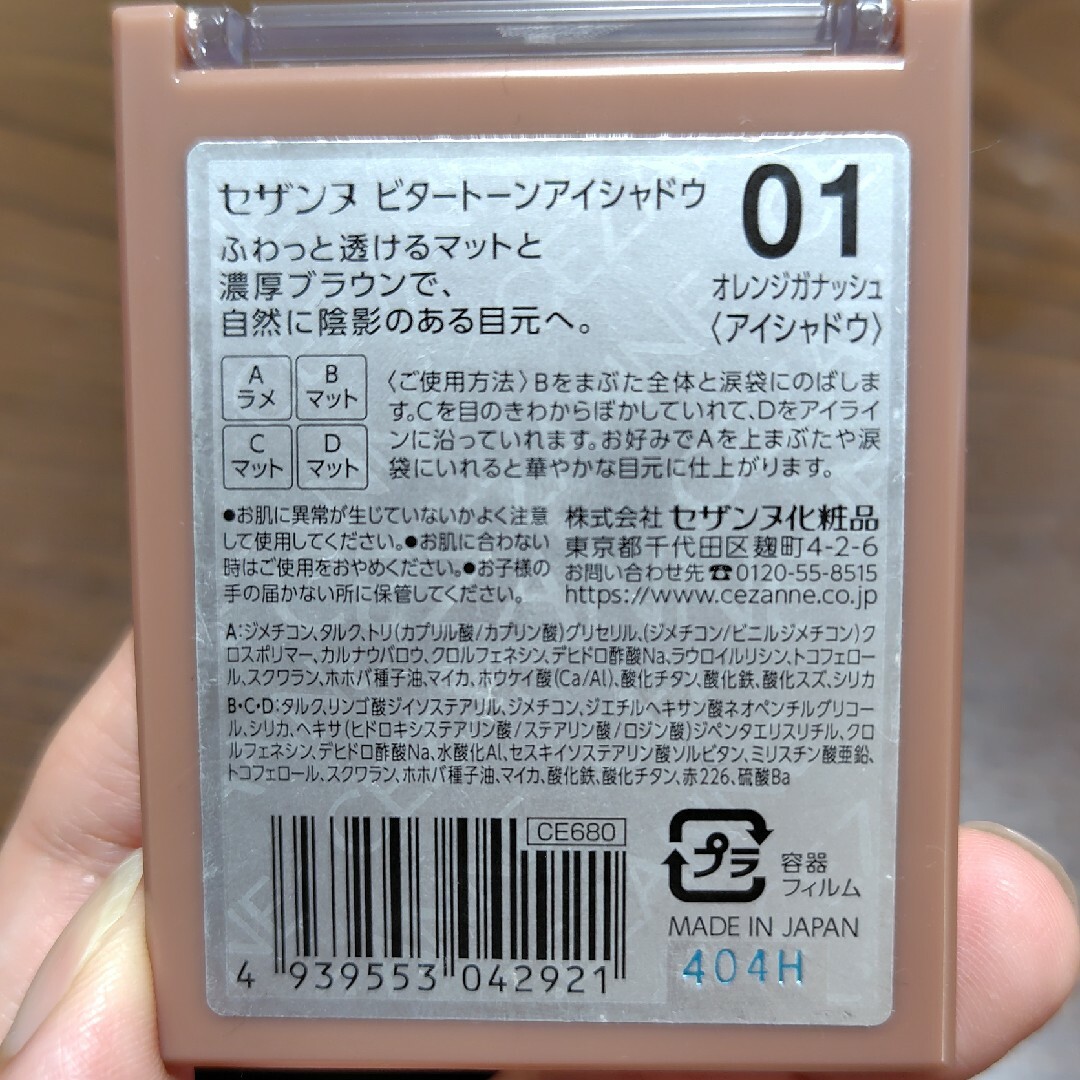 セザンヌ ビタートーンアイシャドウ
01
オレンジガナッシュ
〈アイシャドウ〉
ふわっと透けるマットと
濃厚ブラウンで、
自然に陰影のある目元へ。
A
ラメ
B
マット
C
マット
D
マット
〈ご使用方法〉Bをまぶた全体と涙袋にのばしま
す。Cを目のきわからぼかしていれて、Dをアイライ
ンに沿っていれます。お好みでAを上まぶたや涙
袋にいれると華やかな目元に仕上がります。
●お肌に異常が生じていないかよく注意
して使用してください。●お肌に合わない
時はご使用をおやめください。●お子様の
手の届かない所に保管してください。
株式会社 セザンヌ化粧品
東京都千代田区麹町4-2-6
お問い合わせ先☎0120-55-8515
https://www.cezanne.co.jp
A:ジメチコン、タルク、トリ(カプリル酸/カプリン酸)グリセリル、(ジメチコン/ビニルジメチコン)ク
ロスポリマー、カルナウバロウ、クロルフェネシン、デヒドロ酢酸Na、ラウロイルリシン、トコフェロー
ル、スクワラン、ホホバ種子油、マイカ、ホウケイ酸(Ca/Al)、酸化チタン、酸化鉄、酸化スズ、シリカ
B・C・D:タルク、リンゴ酸ジイソステアリル、ジメチコン、ジエチルヘキサン酸ネオペンチルグリコー
ル、シリカ、ヘキサ(ヒドロキシステアリン酸/ステアリン酸/ロジン酸)ジペンタエリスリチル、クロ
ルフェネシン、デヒドロ酢酸Na、水酸化Al、セスキイソステアリン酸ソルビタン、ミリスチン酸亜鉛、
トコフェロール、スクワラン、ホホバ種子油、マイカ、酸化鉄、酸化チタン、赤226、硫酸Ba
CE680
4 939553 042921
プラ
容器
フィルム
MADE IN JAPAN
404H